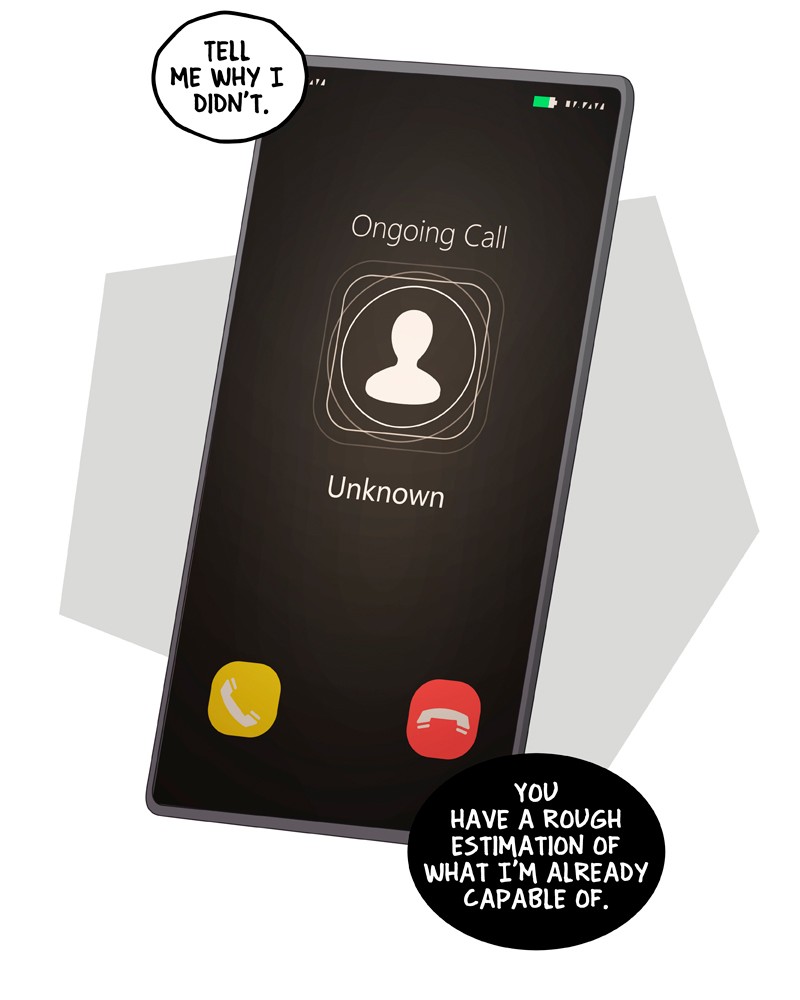 TELL
ME WHY I
DIDN'T.
Ongoing Call
Unknown
YOU
HAVE A ROUGH
ESTIMATION OF
WHAT I'M ALREADY
CAPABLE OF.